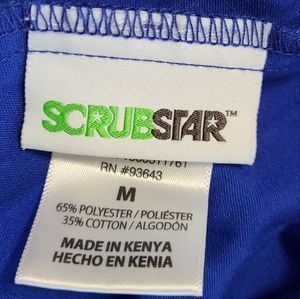 SCRUBSTAR™
RN #93643
M
65% POLYESTER / POLIÉSTER
35% COTTON / ALGODÓN
MADE IN KENYA
HECHO EN KENIA